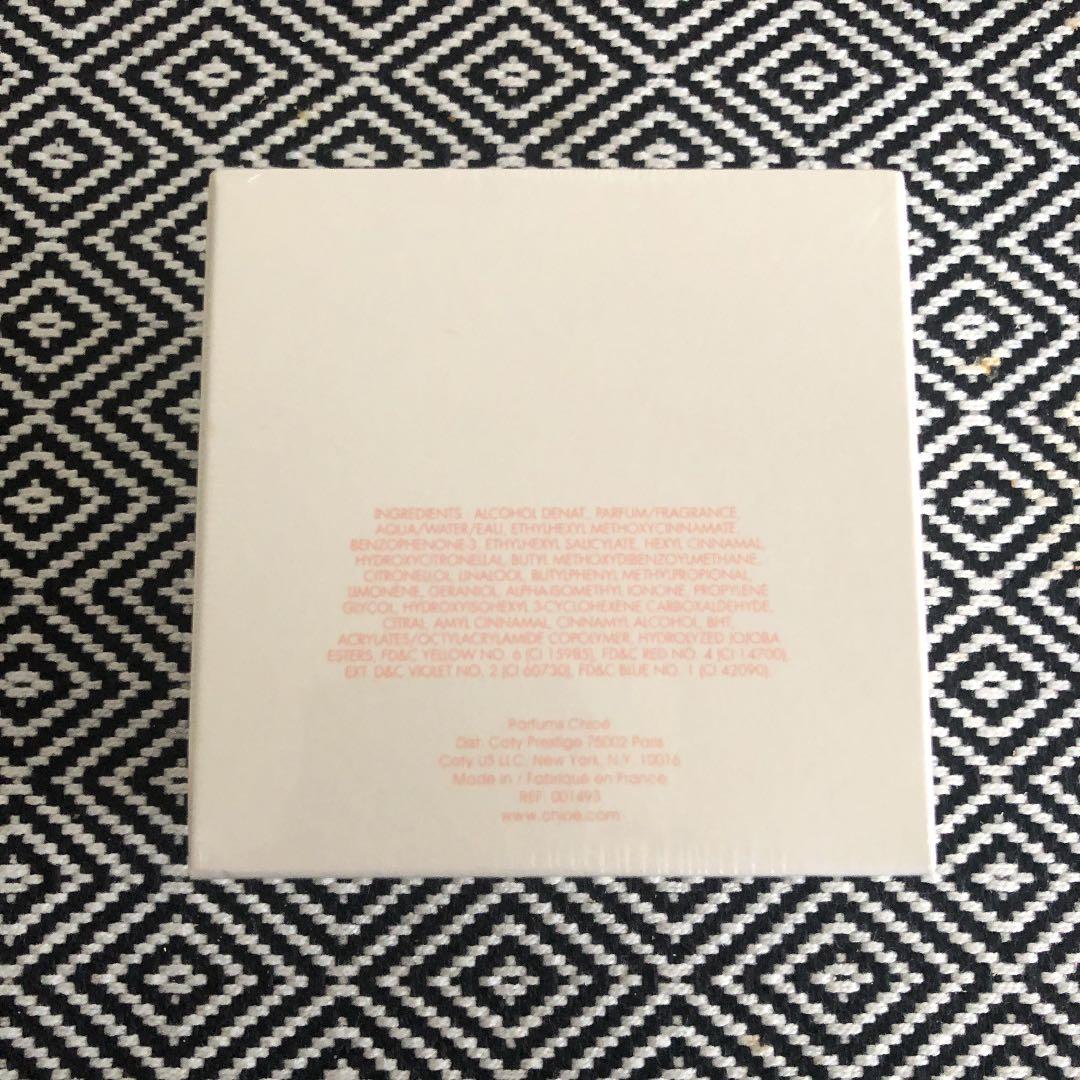 INGREDIENTS: ALCOHOL DENAT., PARFUM/FRAGRANCE,
AQUA/WATER/EAU, ETHYLHEXYL METHOXYCINNAMATE,
BENZOPHENONE-3, ETHYLHEXYL SALICYLATE, HEXYL CINNAMAL,
HYDROXYCITRONELLAL, BUTYL METHOXYDIBENZOYLMETHANE,
CITRONELLOL, LINALOOL, BUTYLPHENYL METHYLPROPIONAL,
LIMONENE, GERANIOL, ALPHA-ISOMETHYL IONONE, PROPYLENE
GLYCOL, HYDROXYISOHEXYL 3-CYCLOHEXENE CARBOXALDEHYDE,
CITRAL, AMYL CINNAMAL, CINNAMYL ALCOHOL, BHT,
ACRYLATES/OCTYLACRYLAMIDE COPOLYMER, HYDROLYZED JOJOBA
ESTERS, FD&C YELLOW NO. 6 (CI 15985), FD&C RED NO. 4 (CI 14700),
EXT. D&C VIOLET NO. 2 (CI 60730), FD&C BLUE NO. 1 (CI 42090).
Parfums Chloé
Dist. Coty Prestige 75002 Paris
Coty US LLC, New York, N.Y. 10016
Made in / Fabriqué en France
REF. 001493
www.chloe.com